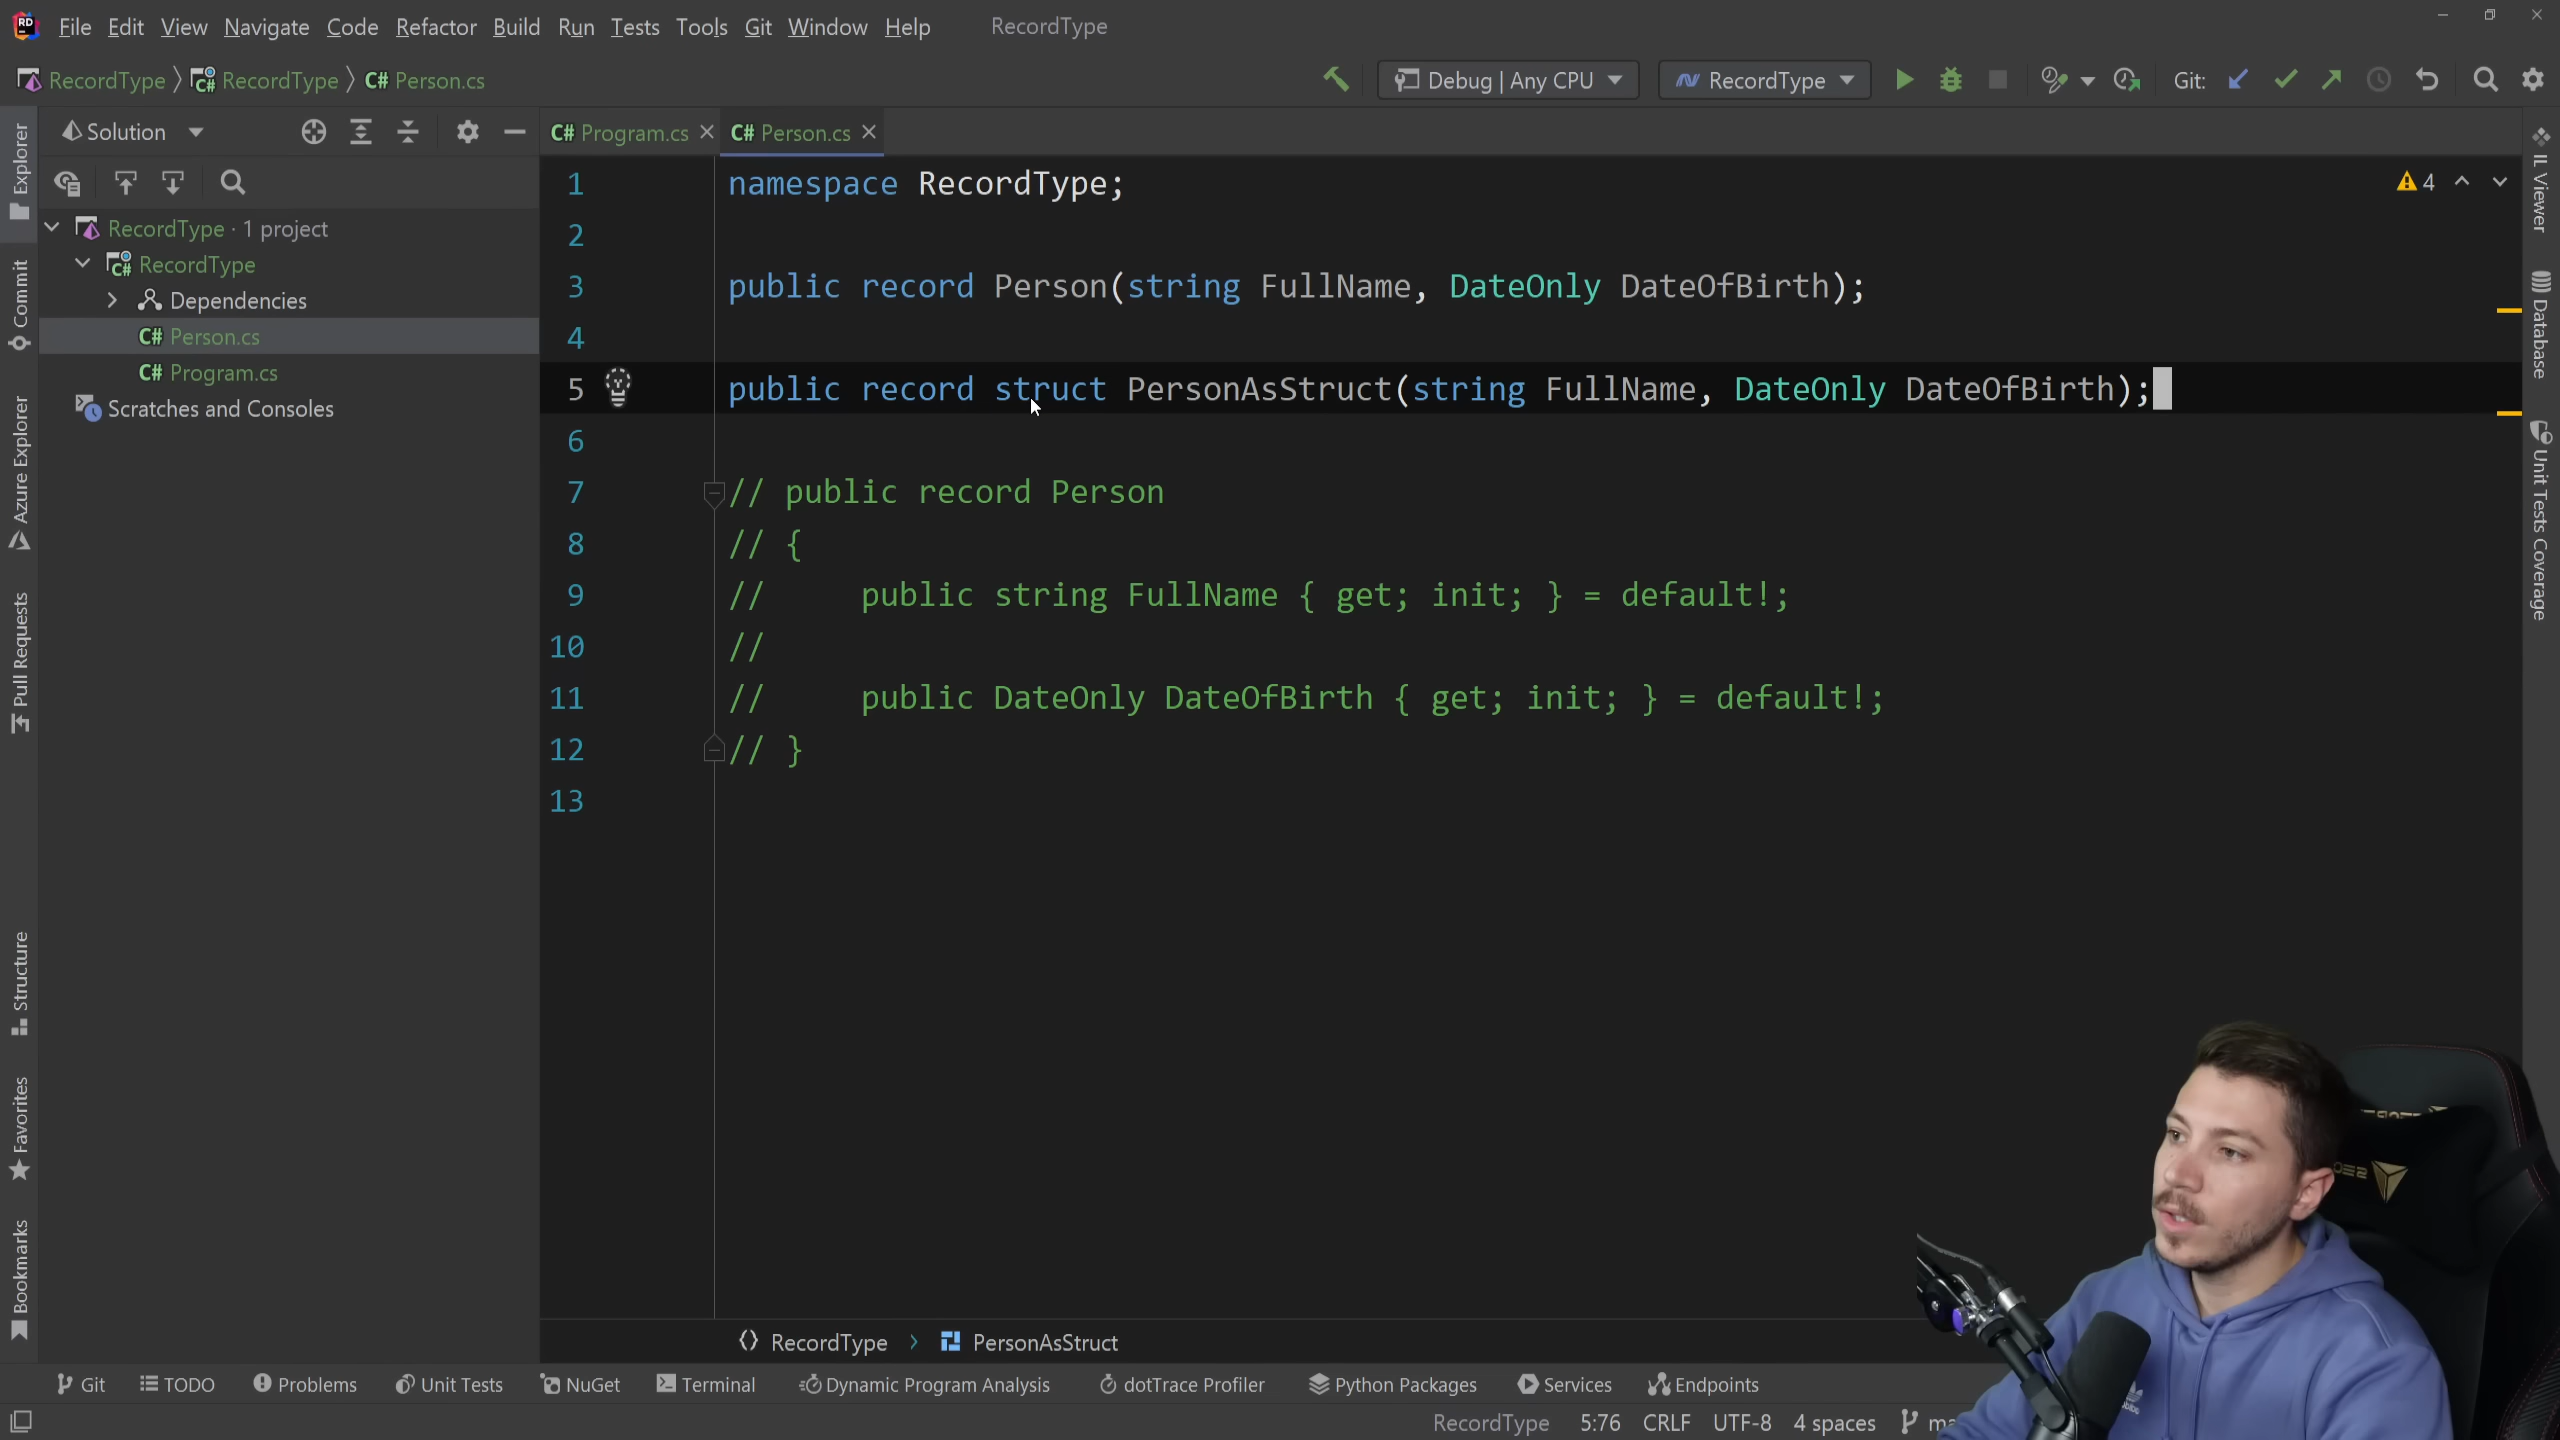 File Edit View Navigate Code Refactor Build Run Tests Tools Git Window Help RecordType
RecordType RecordType C# Person.cs Debug | Any CPU RecordType Git:
Explorer
Commit
Azure Explorer
Pull Requests
Structure
Favorites
Bookmarks
Solution
RecordType · 1 project
RecordType
Dependencies
C# Person.cs
C# Program.cs
Scratches and Consoles
C# Program.cs C# Person.cs
4
1 namespace RecordType;
2
3 public record Person(string FullName, DateOnly DateOfBirth);
4
5 public record struct PersonAsStruct(string FullName, DateOnly DateOfBirth);
6
7 // public record Person
8 // {
9 //     public string FullName { get; init; } = default!;
10 //
11 //     public DateOnly DateOfBirth { get; init; } = default!;
12 // }
13
IL Viewer
Database
Unit Tests Coverage
RecordType PersonAsStruct
Git TODO Problems Unit Tests NuGet Terminal Dynamic Program Analysis dotTrace Profiler Python Packages Services Endpoints
RecordType 5:76 CRLF UTF-8 4 spaces